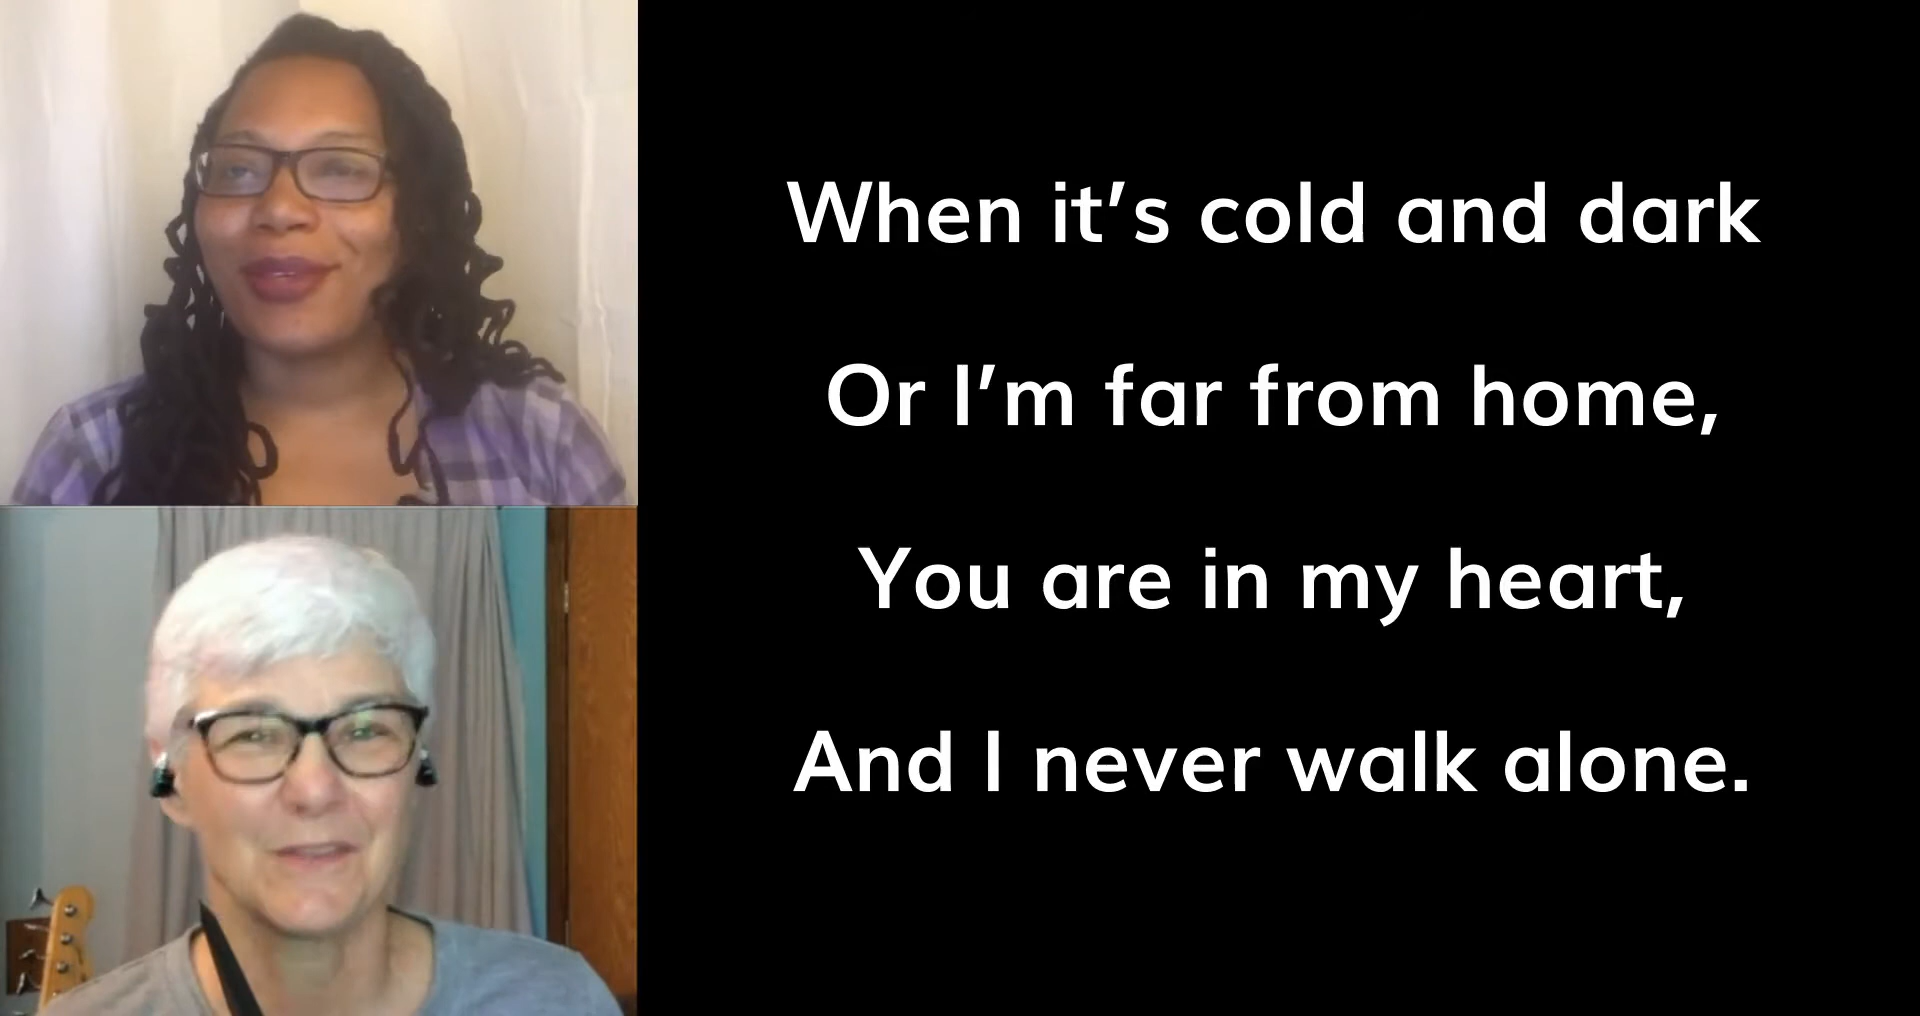 When it’s cold and dark
Or I’m far from home,
You are in my heart,
And I never walk alone.